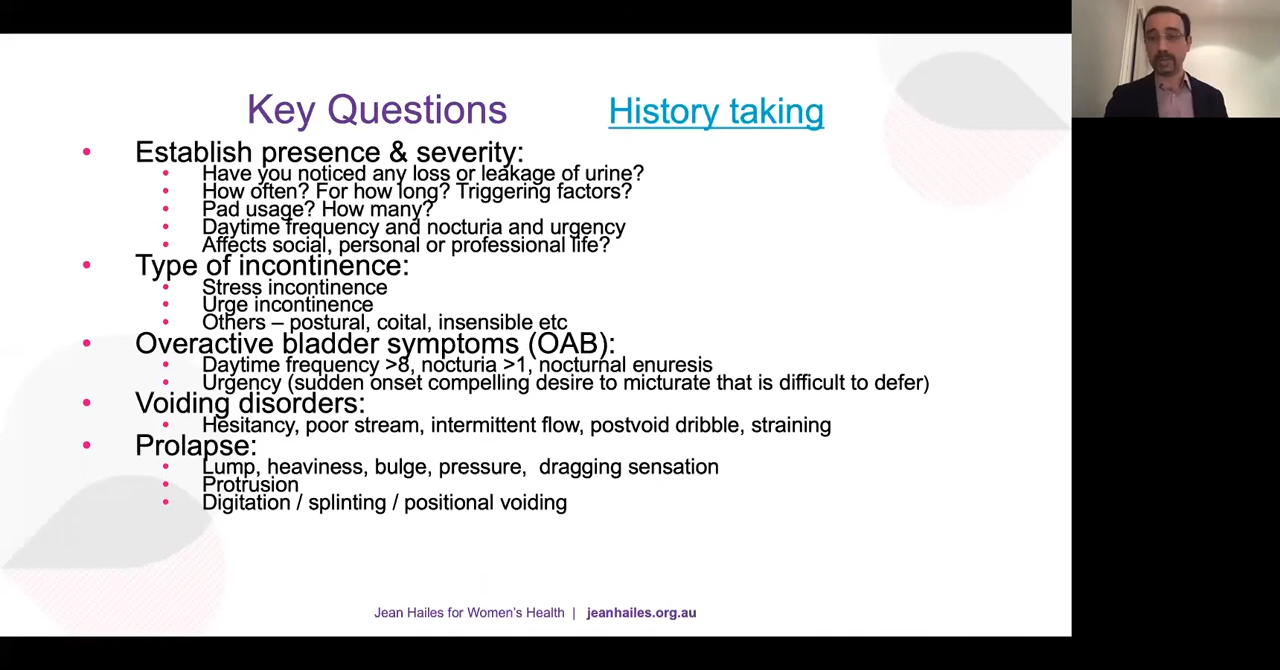 Key Questions History taking
• Establish presence & severity:
• Have you noticed any loss or leakage of urine?
• How often? For how long? Triggering factors?
• Pad usage? How many?
• Daytime frequency and nocturia and urgency
• Affects social, personal or professional life?
• Type of incontinence:
• Stress incontinence
• Urge incontinence
• Others – postural, coital, insensible etc
• Overactive bladder symptoms (OAB):
• Daytime frequency >8, nocturia >1, nocturnal enuresis
• Urgency (sudden onset compelling desire to micturate that is difficult to defer)
• Voiding disorders:
• Hesitancy, poor stream, intermittent flow, postvoid dribble, straining
• Prolapse:
• Lump, heaviness, bulge, pressure, dragging sensation
• Protrusion
• Digitation / splinting / positional voiding
Jean Hailes for Women's Health | jeanhailes.org.au